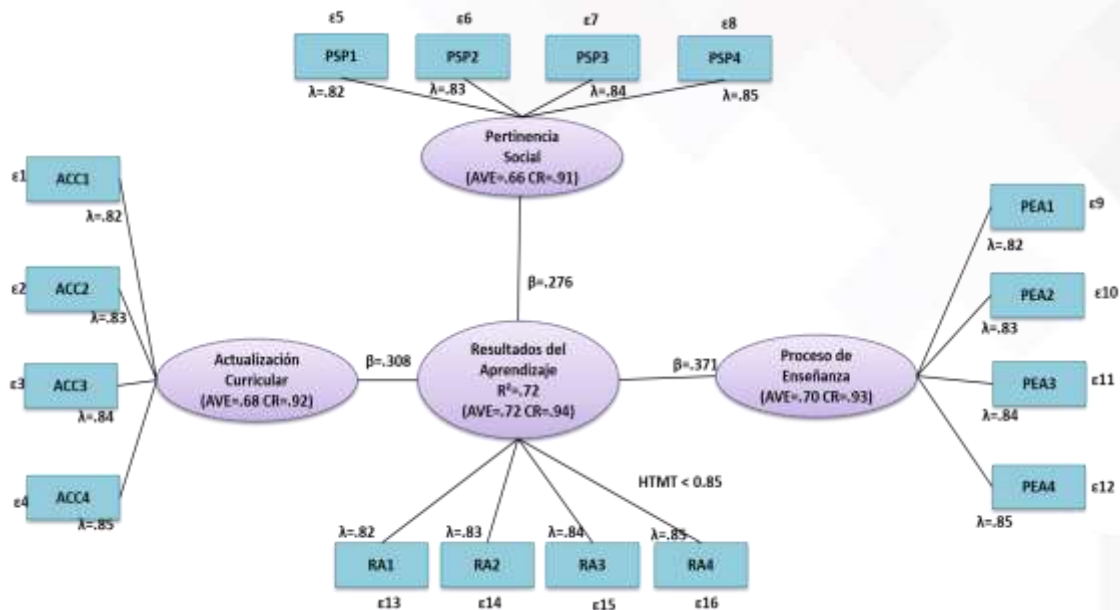 ε5
ε6
ε7
ε8
PSP1
PSP2
PSP3
PSP4
λ=.82
λ=.83
λ=.84
λ=.85
Pertinencia
Social
(AVE=.66 CR=.91)
β=.276
ε1
ACC1
λ=.82
ε2
ACC2
λ=.83
ε3
ACC3
λ=.84
ε4
ACC4
λ=.85
Actualización
Curricular
(AVE=.68 CR=.92)
β=.308
Resultados del
Aprendizaje
R²=.72
(AVE=.72 CR=.94)
β=.371
Proceso de
Enseñanza
(AVE=.70 CR=.93)
PEA1
ε9
λ=.82
PEA2
ε10
λ=.83
PEA3
ε11
λ=.84
PEA4
ε12
λ=.85
HTMT < 0.85
λ=.82
λ=.83
λ=.84
λ=.85
RA1
RA2
RA3
RA4
ε13
ε14
ε15
ε16